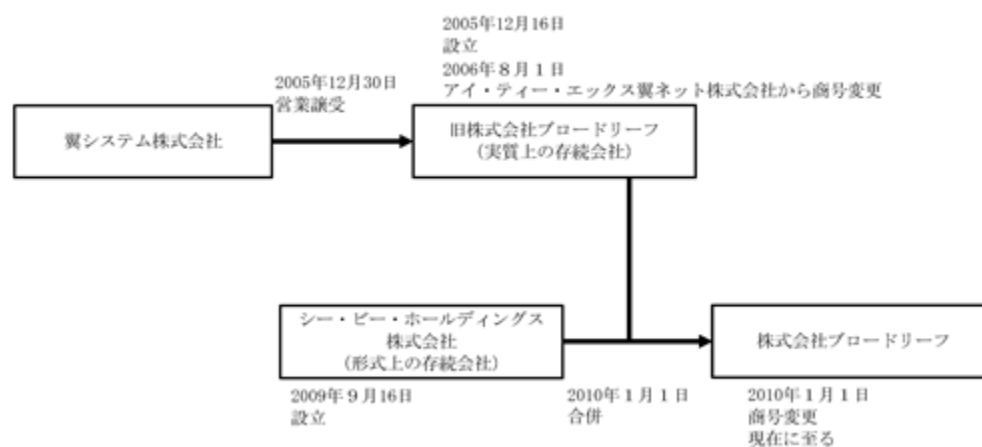 2005年12月16日
設立
2006年８月１日
アイ・ティー・エックス翼ネット株式会社から商号変更
2005年12月30日
営業譲受
翼システム株式会社
旧株式会社ブロードリーフ
（実質上の存続会社）
シー・ビー・ホールディングス
株式会社
（形式上の存続会社）
株式会社ブロードリーフ
2009年９月16日
設立
2010年１月１日
合併
2010年１月１日
商号変更
現在に至る